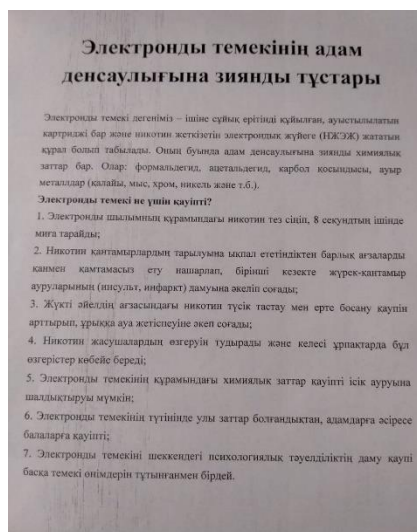 Электронды темекінің адам
денсаулығына зиянды тұстары
Электронды темекі дегеніміз – ішіне сұйық ерітінді құйылған, ауыстылылатын
картриджі бар және никотин жеткізетін электрондық жүйеге (НЖЭЖ) жататын
құрал болып табылады. Оның буында адам денсаулығына зиянды химиялық
заттар бар. Олар: формальдегид, ацетальдегид, карбол қосындысы, ауыр
металлдар (қалайы, мыс, хром, никель және т.б.).
Электронды темекі не үшін қауіпті?
1. Электронды шылымның құрамындағы никотин тез сіңіп, 8 секундтың ішінде
миға тарайды;
2. Никотин қантамырлардың тарылуына ықпал ететіндіктен барлық ағзаларды
қанмен қамтамасыз ету нашарлап, бірінші кезекте жүрек-қантамыр
ауруларының (инсульт, инфаркт) дамуына әкеліп соғады;
3. Жүкті әйелдің ағзасындағы никотин түсік тастау мен ерте босану қаупін
арттырып, ұрыққа ауа жетіспеуіне әкеп соғады;
4. Никотин жасушалардың өзгеруін тудырады және келесі ұрпақтарда бұл
өзгерістер көбейе береді;
5. Электронды темекінің құрамындағы химиялық заттар қауіпті ісік ауруына
шалдықтыруы мүмкін;
6. Электронды темекінің түтінінде улы заттар болғандықтан, адамдарға әсіресе
балаларға қауіпті;
7. Электронды темекіні шеккендегі психологиялық тәуелділіктің даму қаупі
басқа темекі өнімдерін тұтынғанмен бірдей.